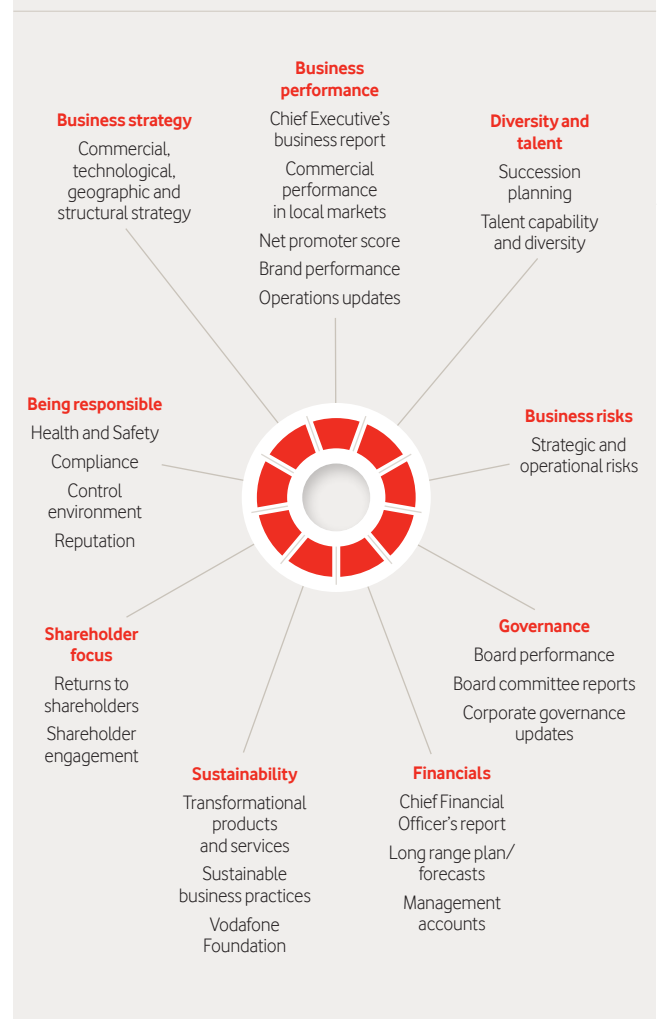 Business
performance
Chief Executive's
business report
Commercial
performance
in local markets
Net promoter score
Brand performance
Operations updates
Business strategy
Commercial,
technological,
geographic and
structural strategy
Diversity and
talent
Succession
planning
Talent capability
and diversity
Being responsible
Health and Safety
Compliance
Control
environment
Reputation
Business risks
Strategic and
operational risks
Shareholder
focus
Returns to
shareholders
Shareholder
engagement
Governance
Board performance
Board committee reports
Corporate governance
updates
Sustainability
Transformational
products
and services
Sustainable
business practices
Vodafone
Foundation
Financials
Chief Financial
Officer's report
Long range plan/
forecasts
Management
accounts